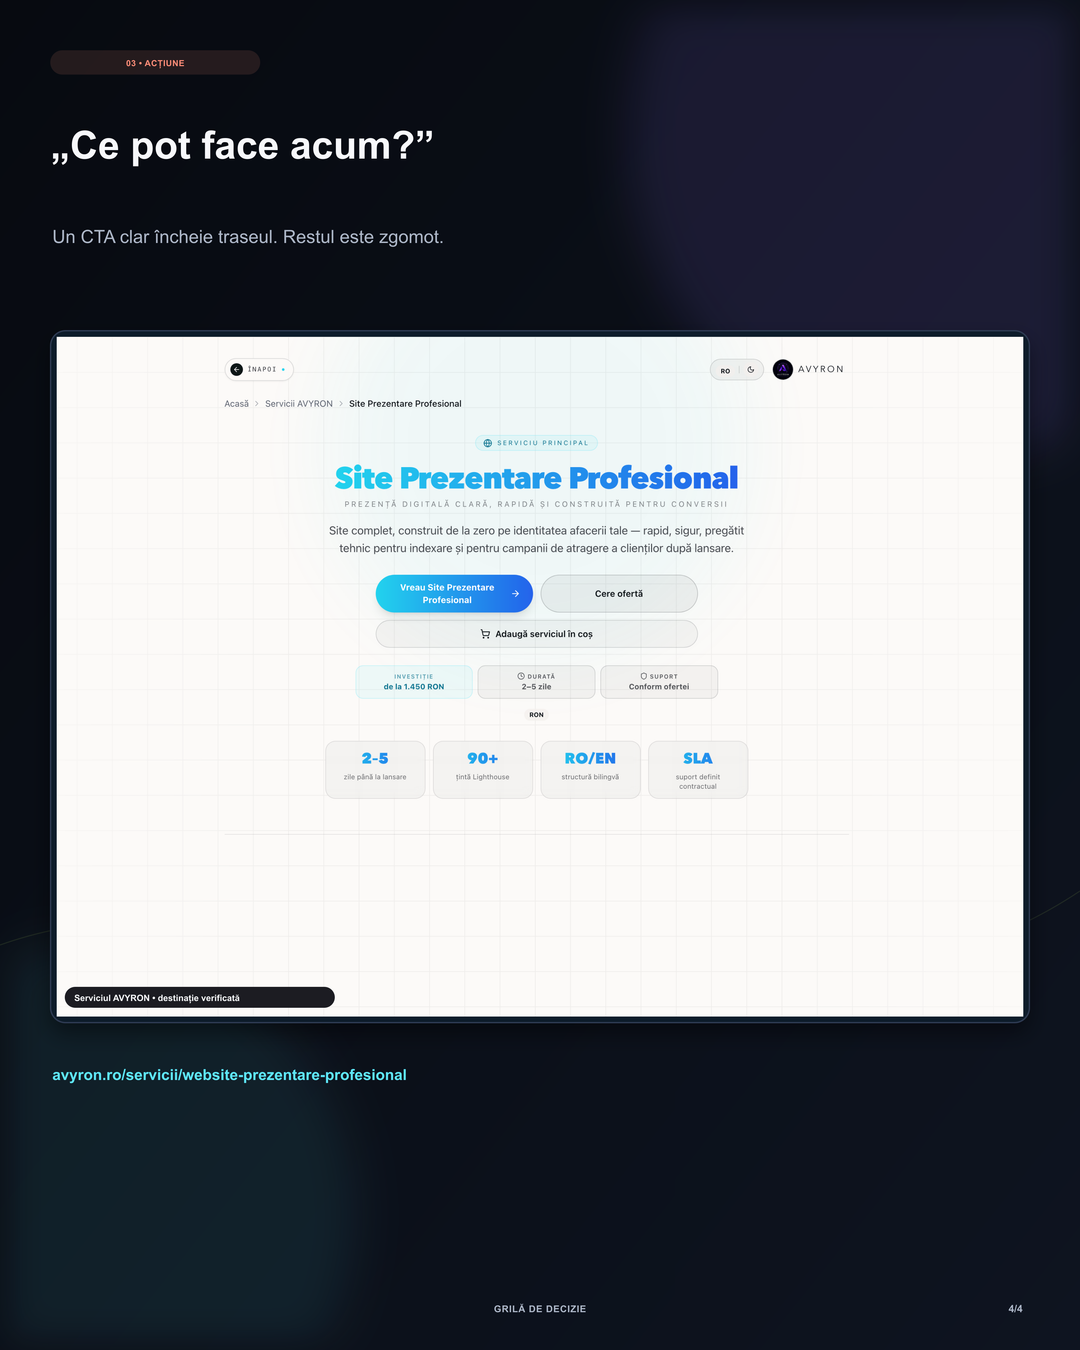 03 • ACȚIUNE
„Ce pot face acum?”
Un CTA clar încheie traseul. Restul este zgomot.
ÎNAPOI
RO
AVYRON
Acasă > Servicii AVYRON > Site Prezentare Profesional
SERVICIU PRINCIPAL
Site Prezentare Profesional
PREZENȚĂ DIGITALĂ CLARĂ, RAPIDĂ ȘI CONSTRUITĂ PENTRU CONVERSII
Site complet, construit de la zero pe identitatea afacerii tale — rapid, sigur, pregătit
tehnic pentru indexare și pentru campanii de atragere a clienților după lansare.
Vreau Site Prezentare
Profesional
Cere ofertă
Adaugă serviciul în coș
INVESTIȚIE
de la 1.450 RON
DURATĂ
2–5 zile
SUPORT
Conform ofertei
RON
2-5
zile până la lansare
90+
țintă Lighthouse
RO/EN
structură bilingvă
SLA
suport definit
contractual
Serviciul AVYRON • destinație verificată
avyron.ro/servicii/website-prezentare-profesional
GRILĂ DE DECIZIE
4/4